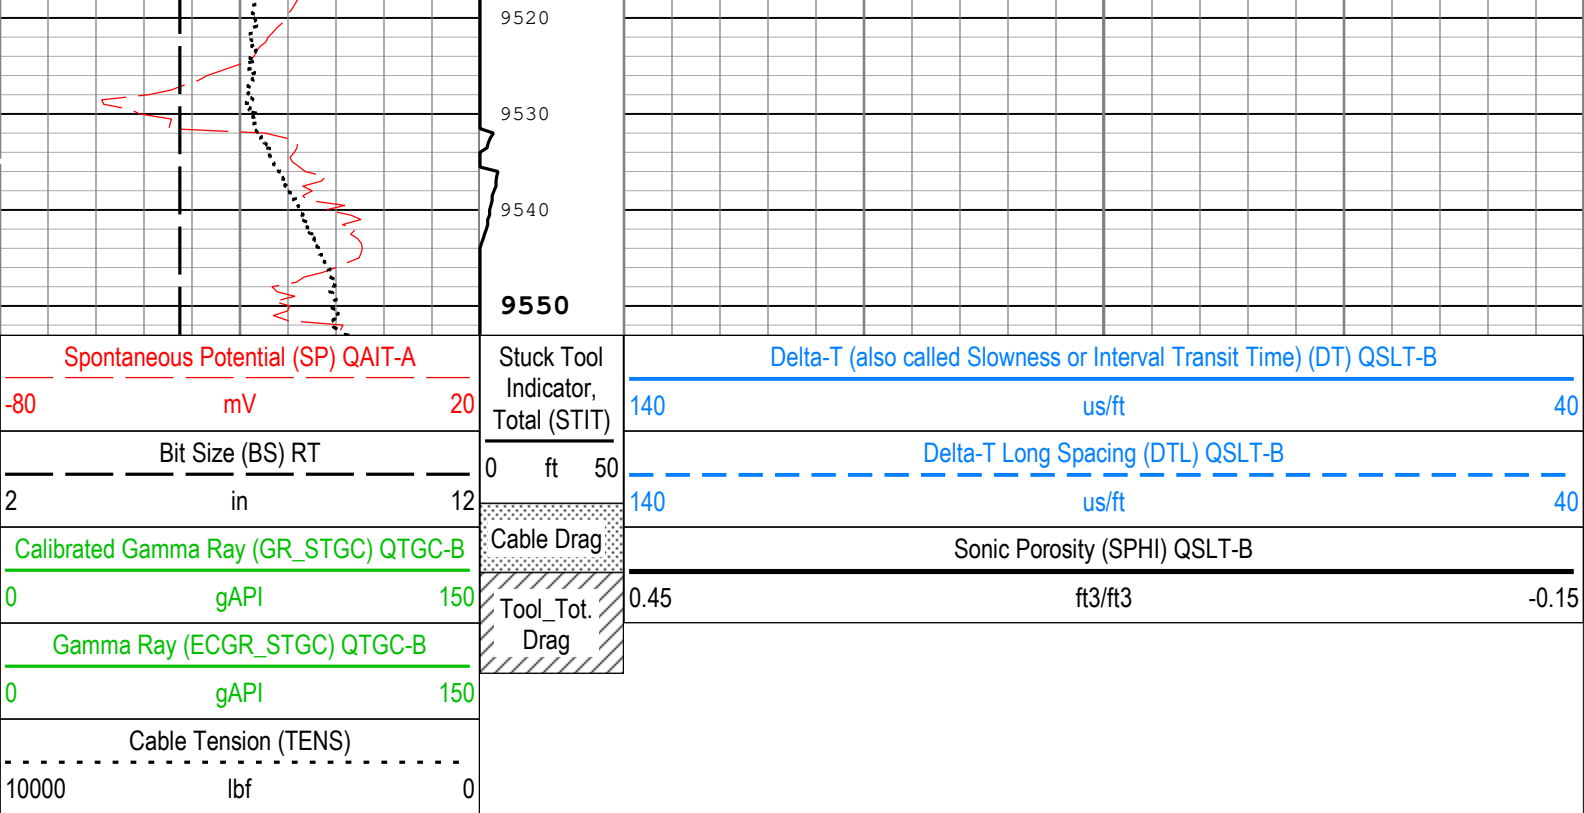 9520
9530
9540
9550
Spontaneous Potential (SP) QAIT-A
-80 mV 20
Bit Size (BS) RT
2 in 12
Calibrated Gamma Ray (GR_STGC) QTGC-B
0 gAPI 150
Gamma Ray (ECGR_STGC) QTGC-B
0 gAPI 150
Cable Tension (TENS)
10000 lbf 0
Stuck Tool
Indicator,
Total (STIT)
0 ft 50
Cable Drag
Tool_Tot.
Drag
Delta-T (also called Slowness or Interval Transit Time) (DT) QSLT-B
140 us/ft 40
Delta-T Long Spacing (DTL) QSLT-B
140 us/ft 40
Sonic Porosity (SPHI) QSLT-B
0.45 ft3/ft3 -0.15